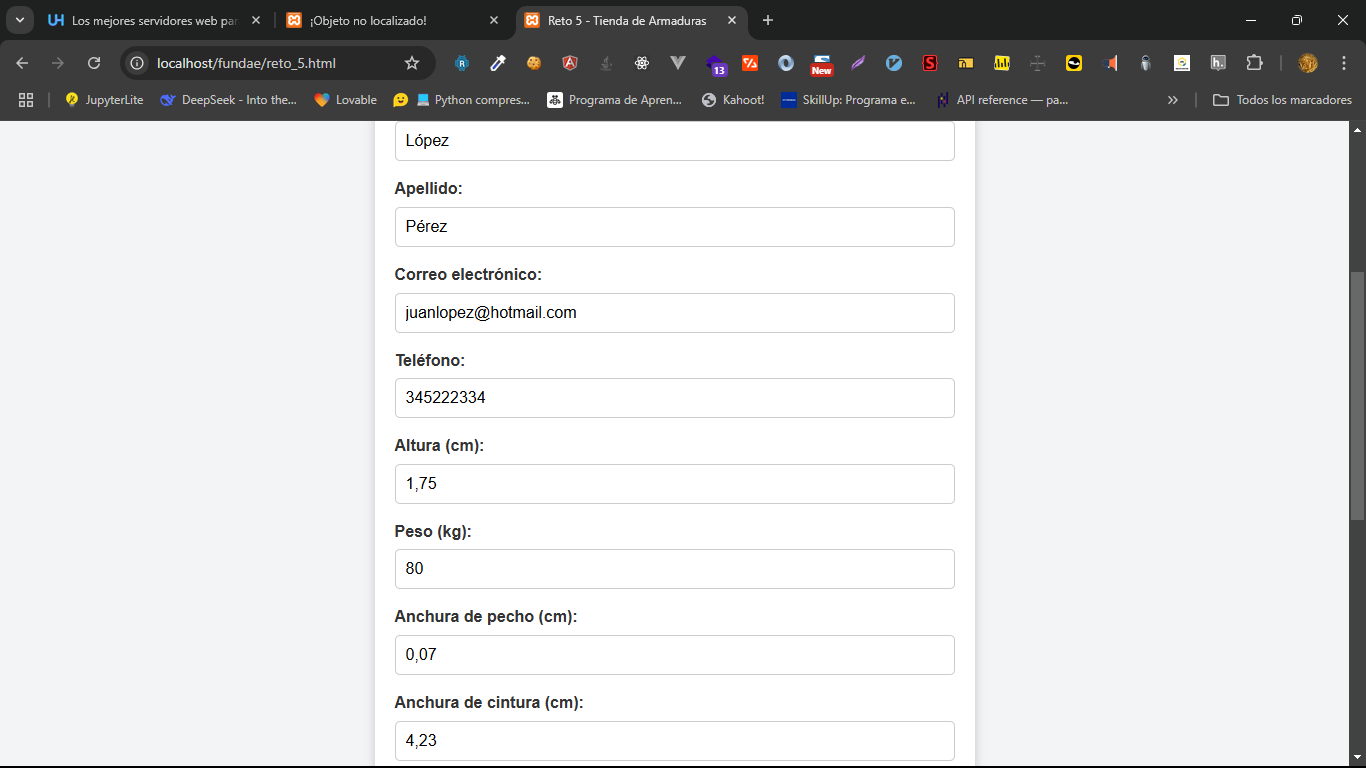 Los mejores servidores web par
¡Objeto no localizado!
Reto 5 - Tienda de Armaduras
localhost/fundae/reto_5.html
13
New
h.
JupyterLite
DeepSeek - Into the...
Lovable
Python compres...
Programa de Apren...
Kahoot!
SkillUp: Programa e...
API reference — pa...
Todos los marcadores
López
Apellido:
Pérez
Correo electrónico:
juanlopez@hotmail.com
Teléfono:
345222334
Altura (cm):
1,75
Peso (kg):
80
Anchura de pecho (cm):
0,07
Anchura de cintura (cm):
4,23